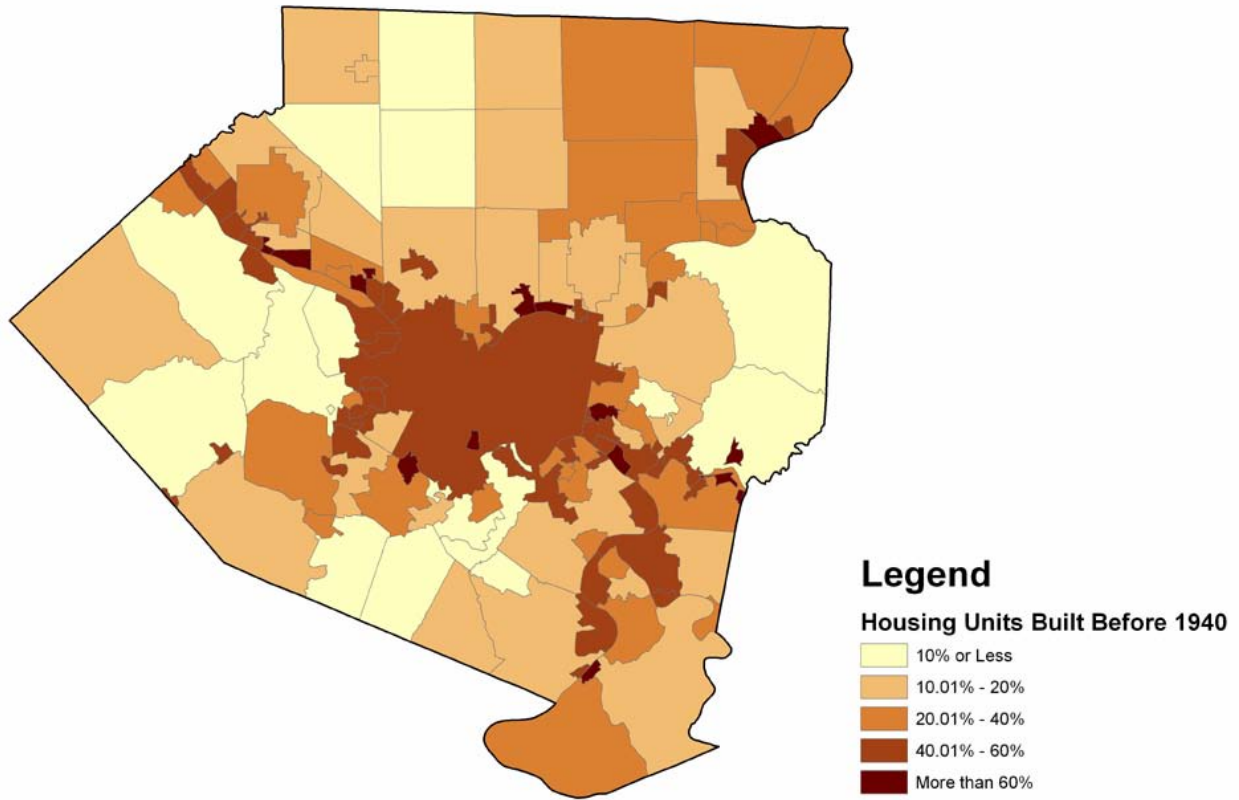 Legend
Housing Units Built Before 1940
10% or Less
10.01% - 20%
20.01% - 40%
40.01% - 60%
More than 60%